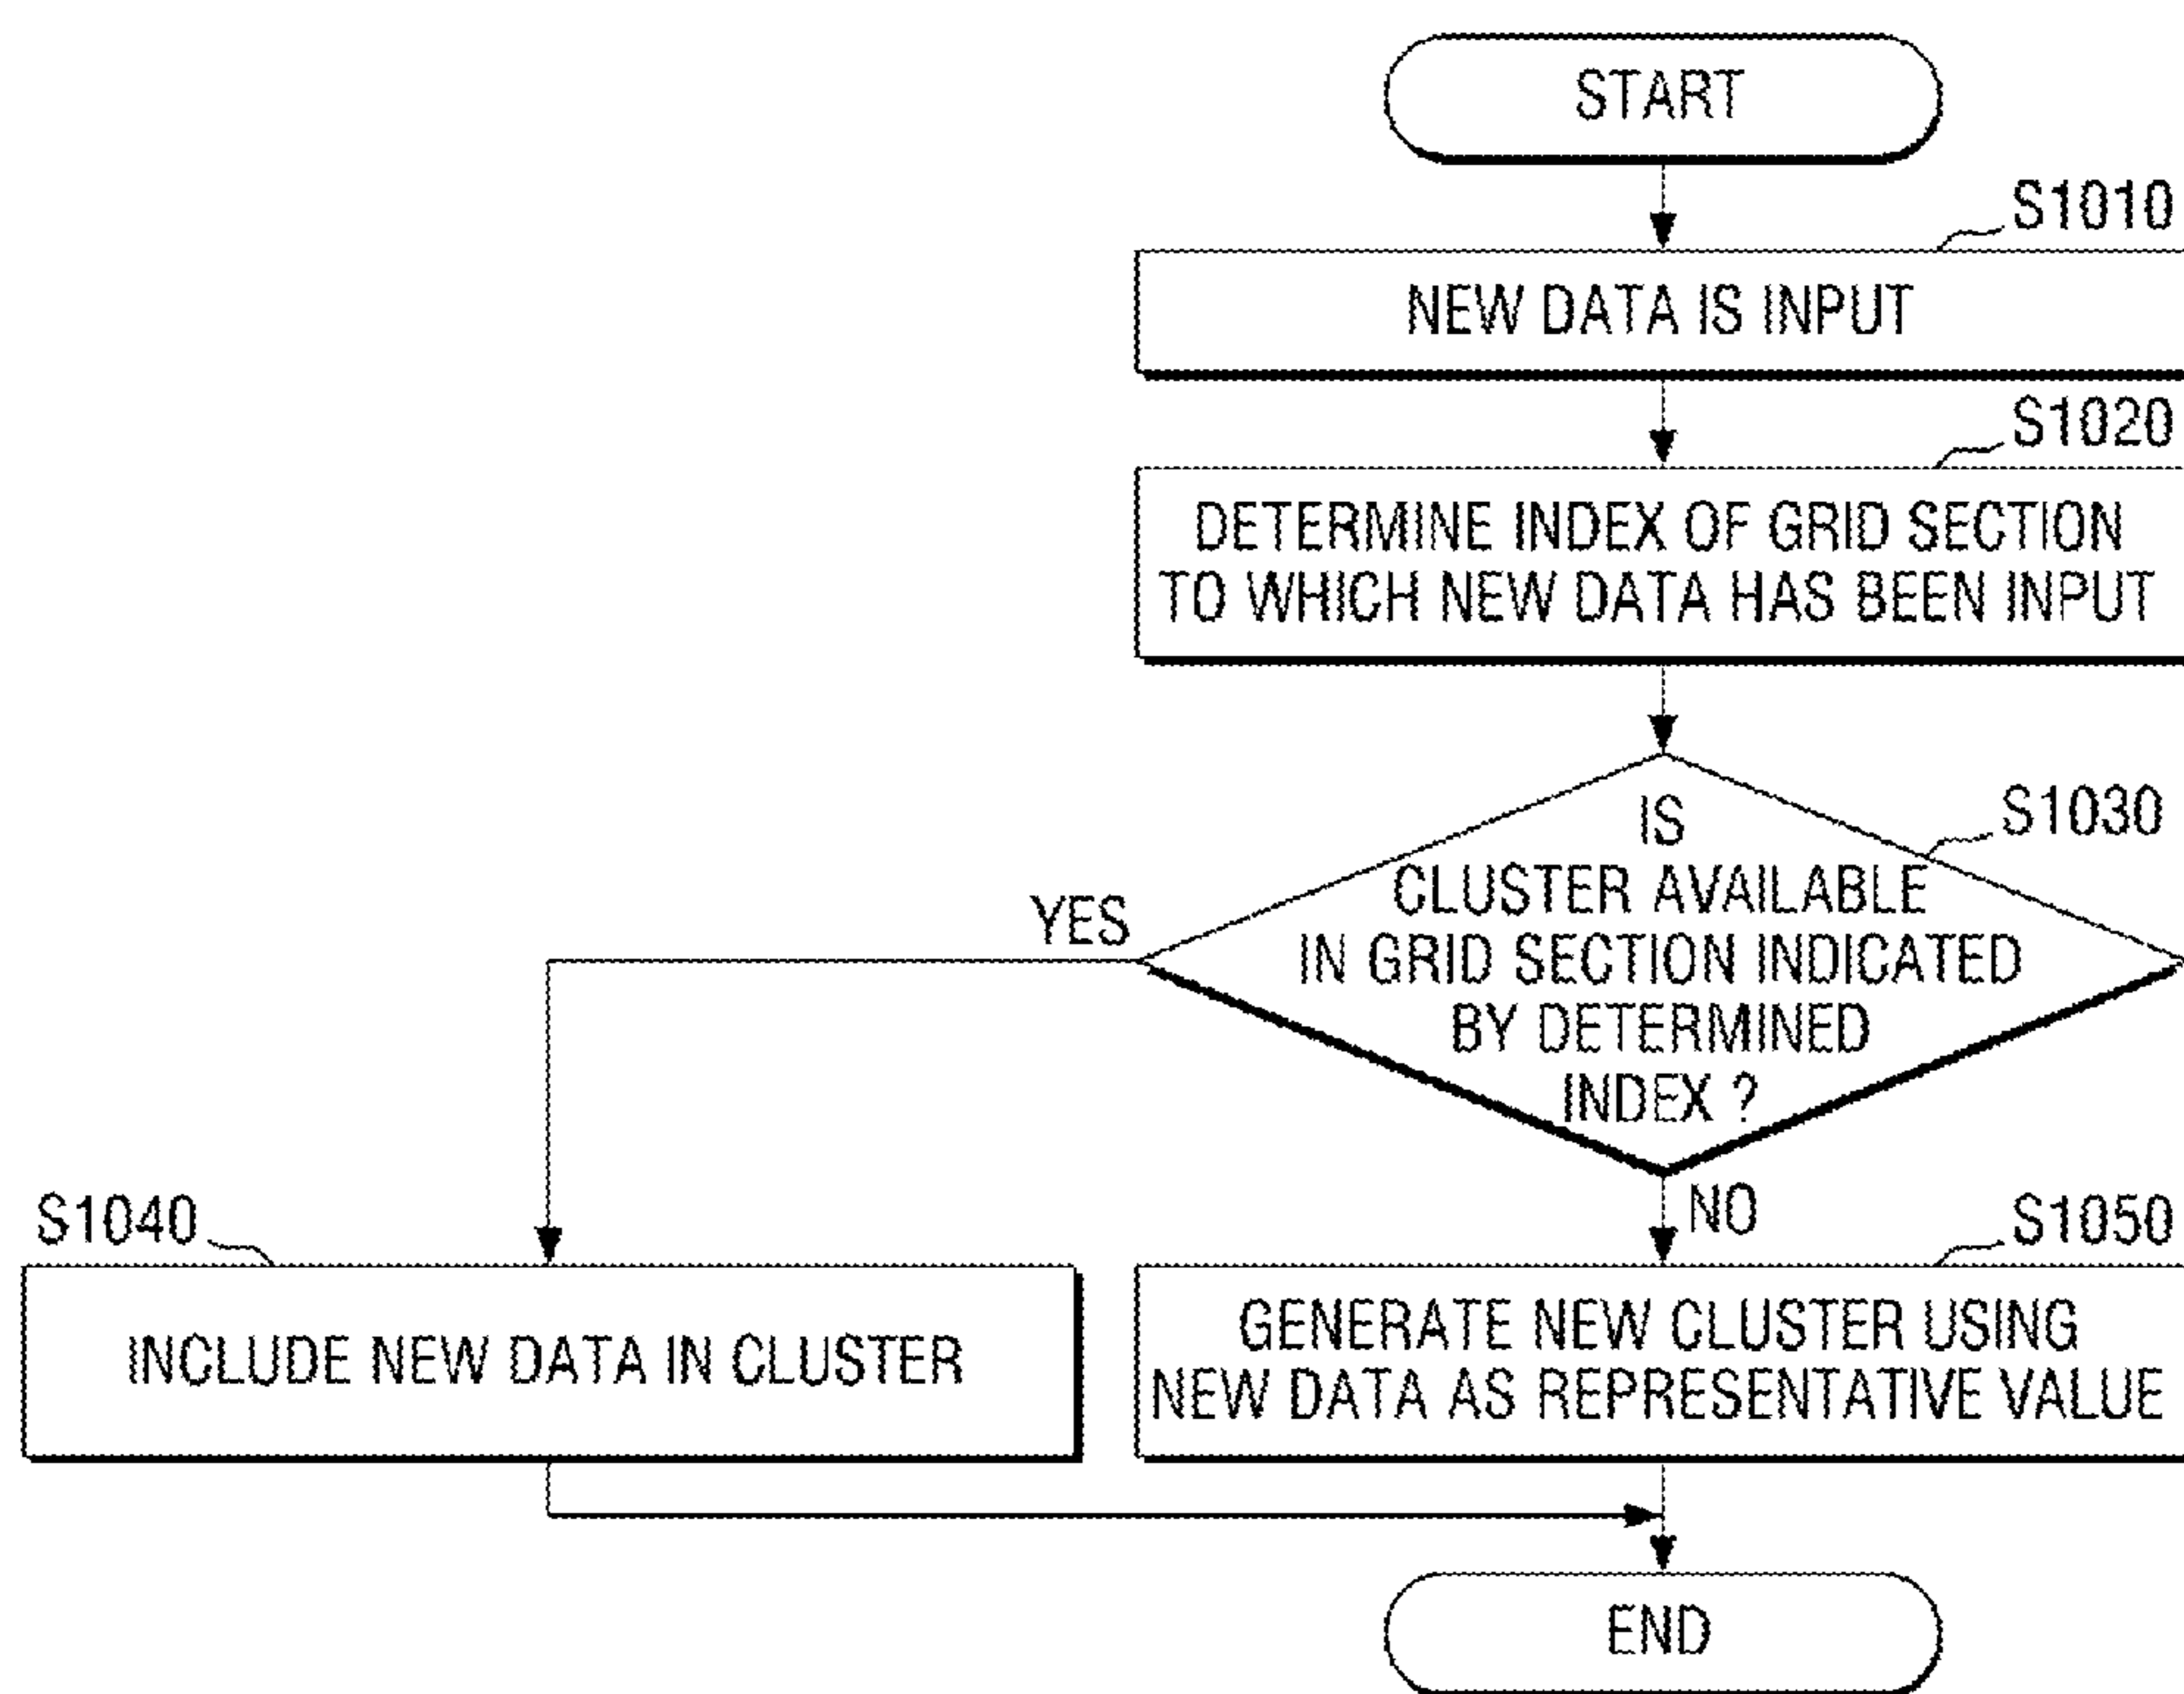 START
S1010
NEW DATA IS INPUT
S1020
DETERMINE INDEX OF GRID SECTION
TO WHICH NEW DATA HAS BEEN INPUT
S1030
IS
CLUSTER AVAILABLE
IN GRID SECTION INDICATED
BY DETERMINED
INDEX ?
YES
NO
S1040
INCLUDE NEW DATA IN CLUSTER
S1050
GENERATE NEW CLUSTER USING
NEW DATA AS REPRESENTATIVE VALUE
END